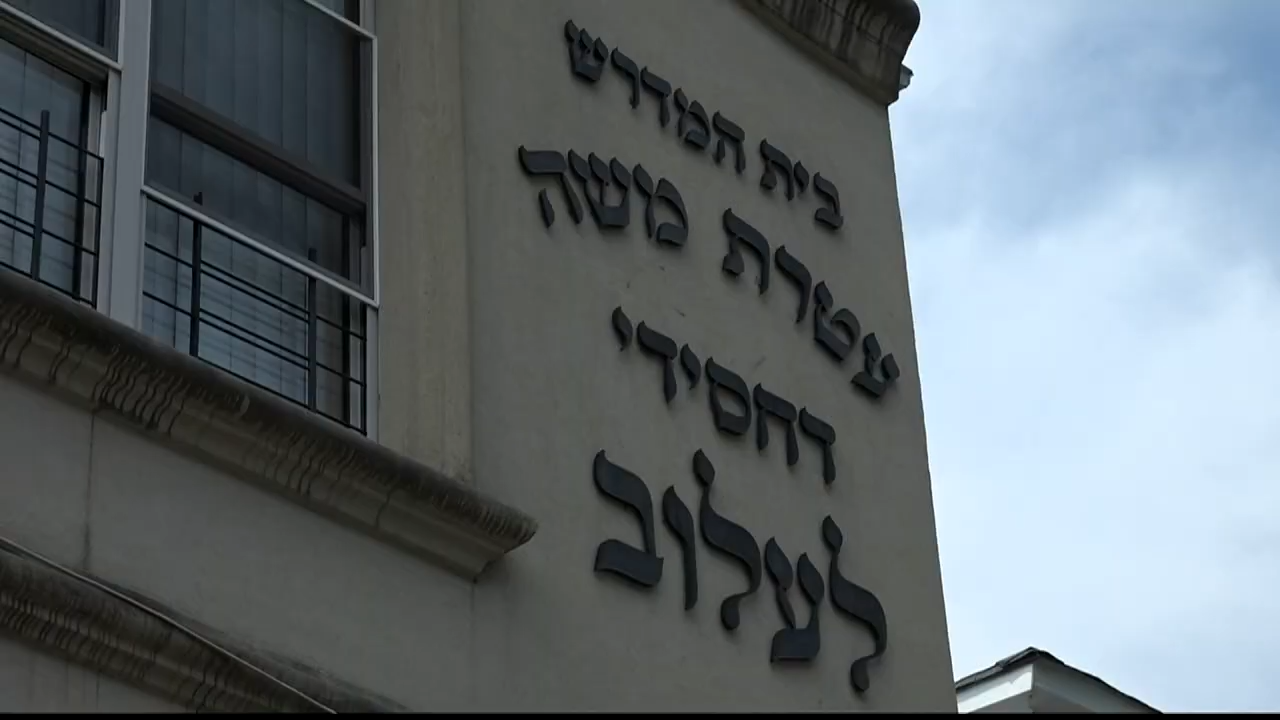 בית המדרש
עטרת משה
דחסידי
לעלוב